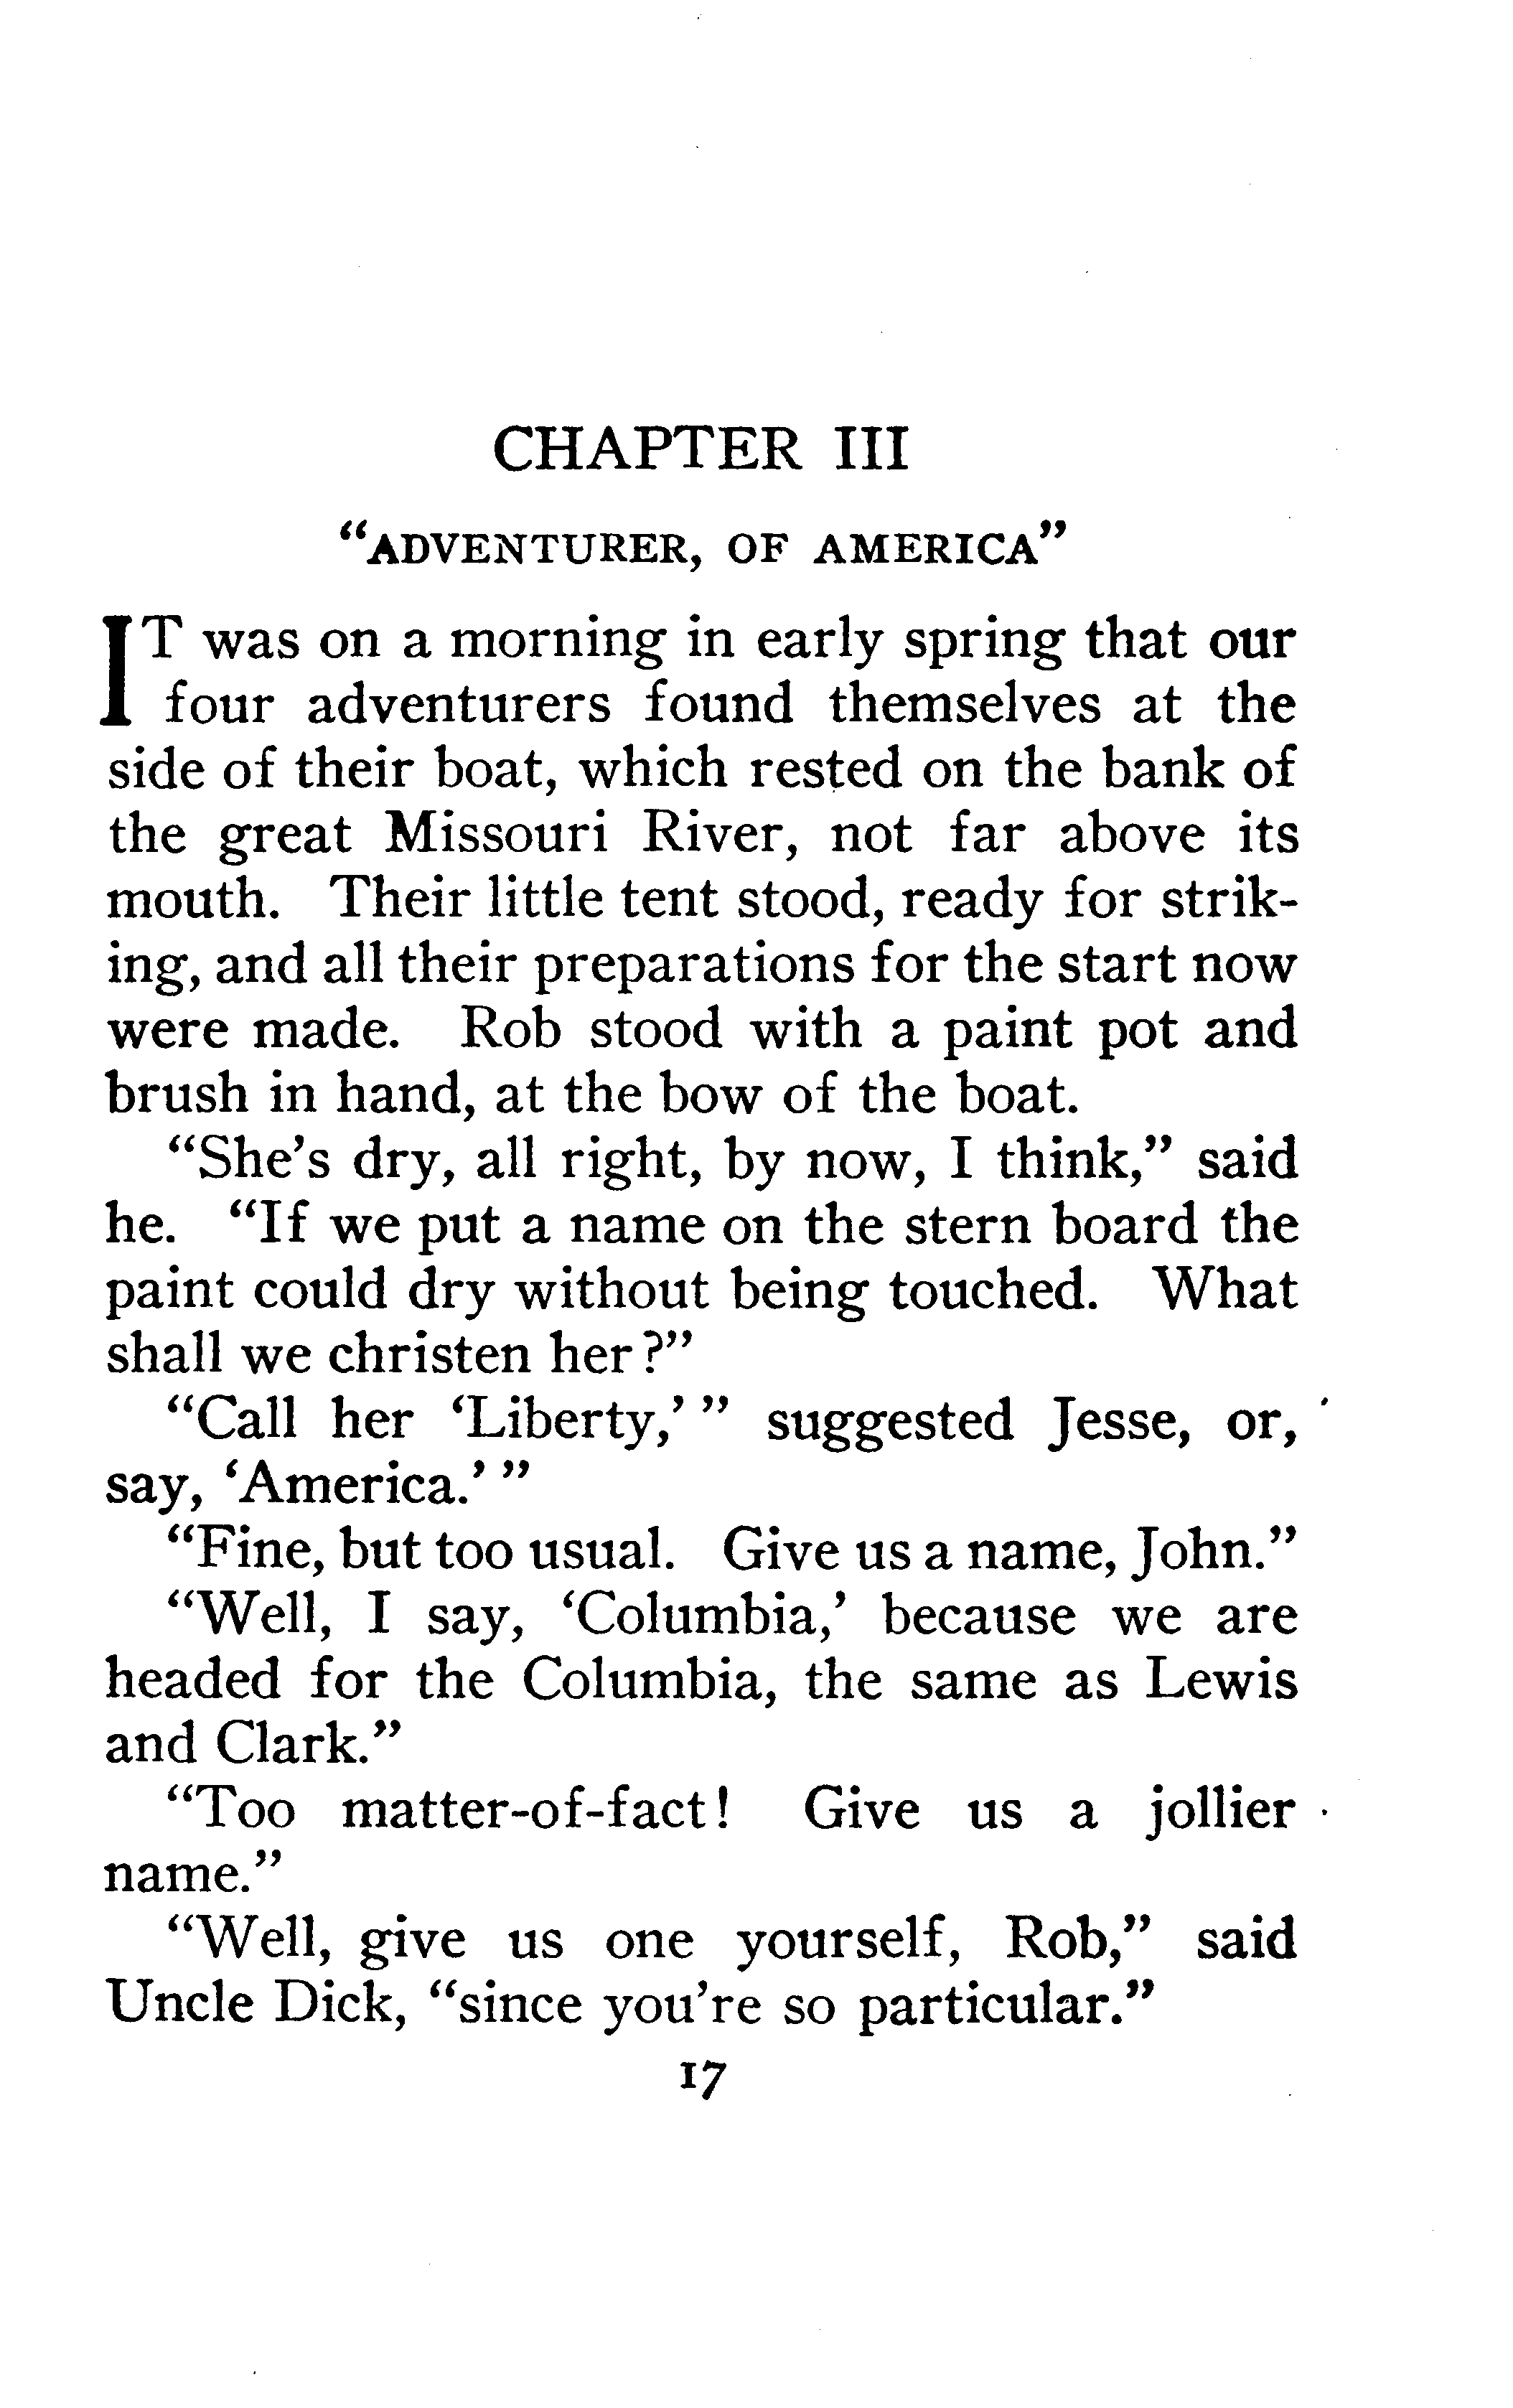 CHAPTER III
“ADVENTURER, OF AMERICA”
IT was on a morning in early spring that our
four adventurers found themselves at the
side of their boat, which rested on the bank of
the great Missouri River, not far above its
mouth. Their little tent stood, ready for strik-
ing, and all their preparations for the start now
were made. Rob stood with a paint pot and
brush in hand, at the bow of the boat.
“She’s dry, all right, by now, I think,” said
he. “If we put a name on the stern board the
paint could dry without being touched. What
shall we christen her?”
“Call her ‘Liberty,’ ” suggested Jesse, or,
say, ‘America.’ ”
“Fine, but too usual. Give us a name, John.”
“Well, I say, ‘Columbia,’ because we are
headed for the Columbia, the same as Lewis
and Clark.”
“Too matter-of-fact! Give us a jollier
name.”
“Well, give us one yourself, Rob,” said
Uncle Dick, “since you’re so particular.”
17